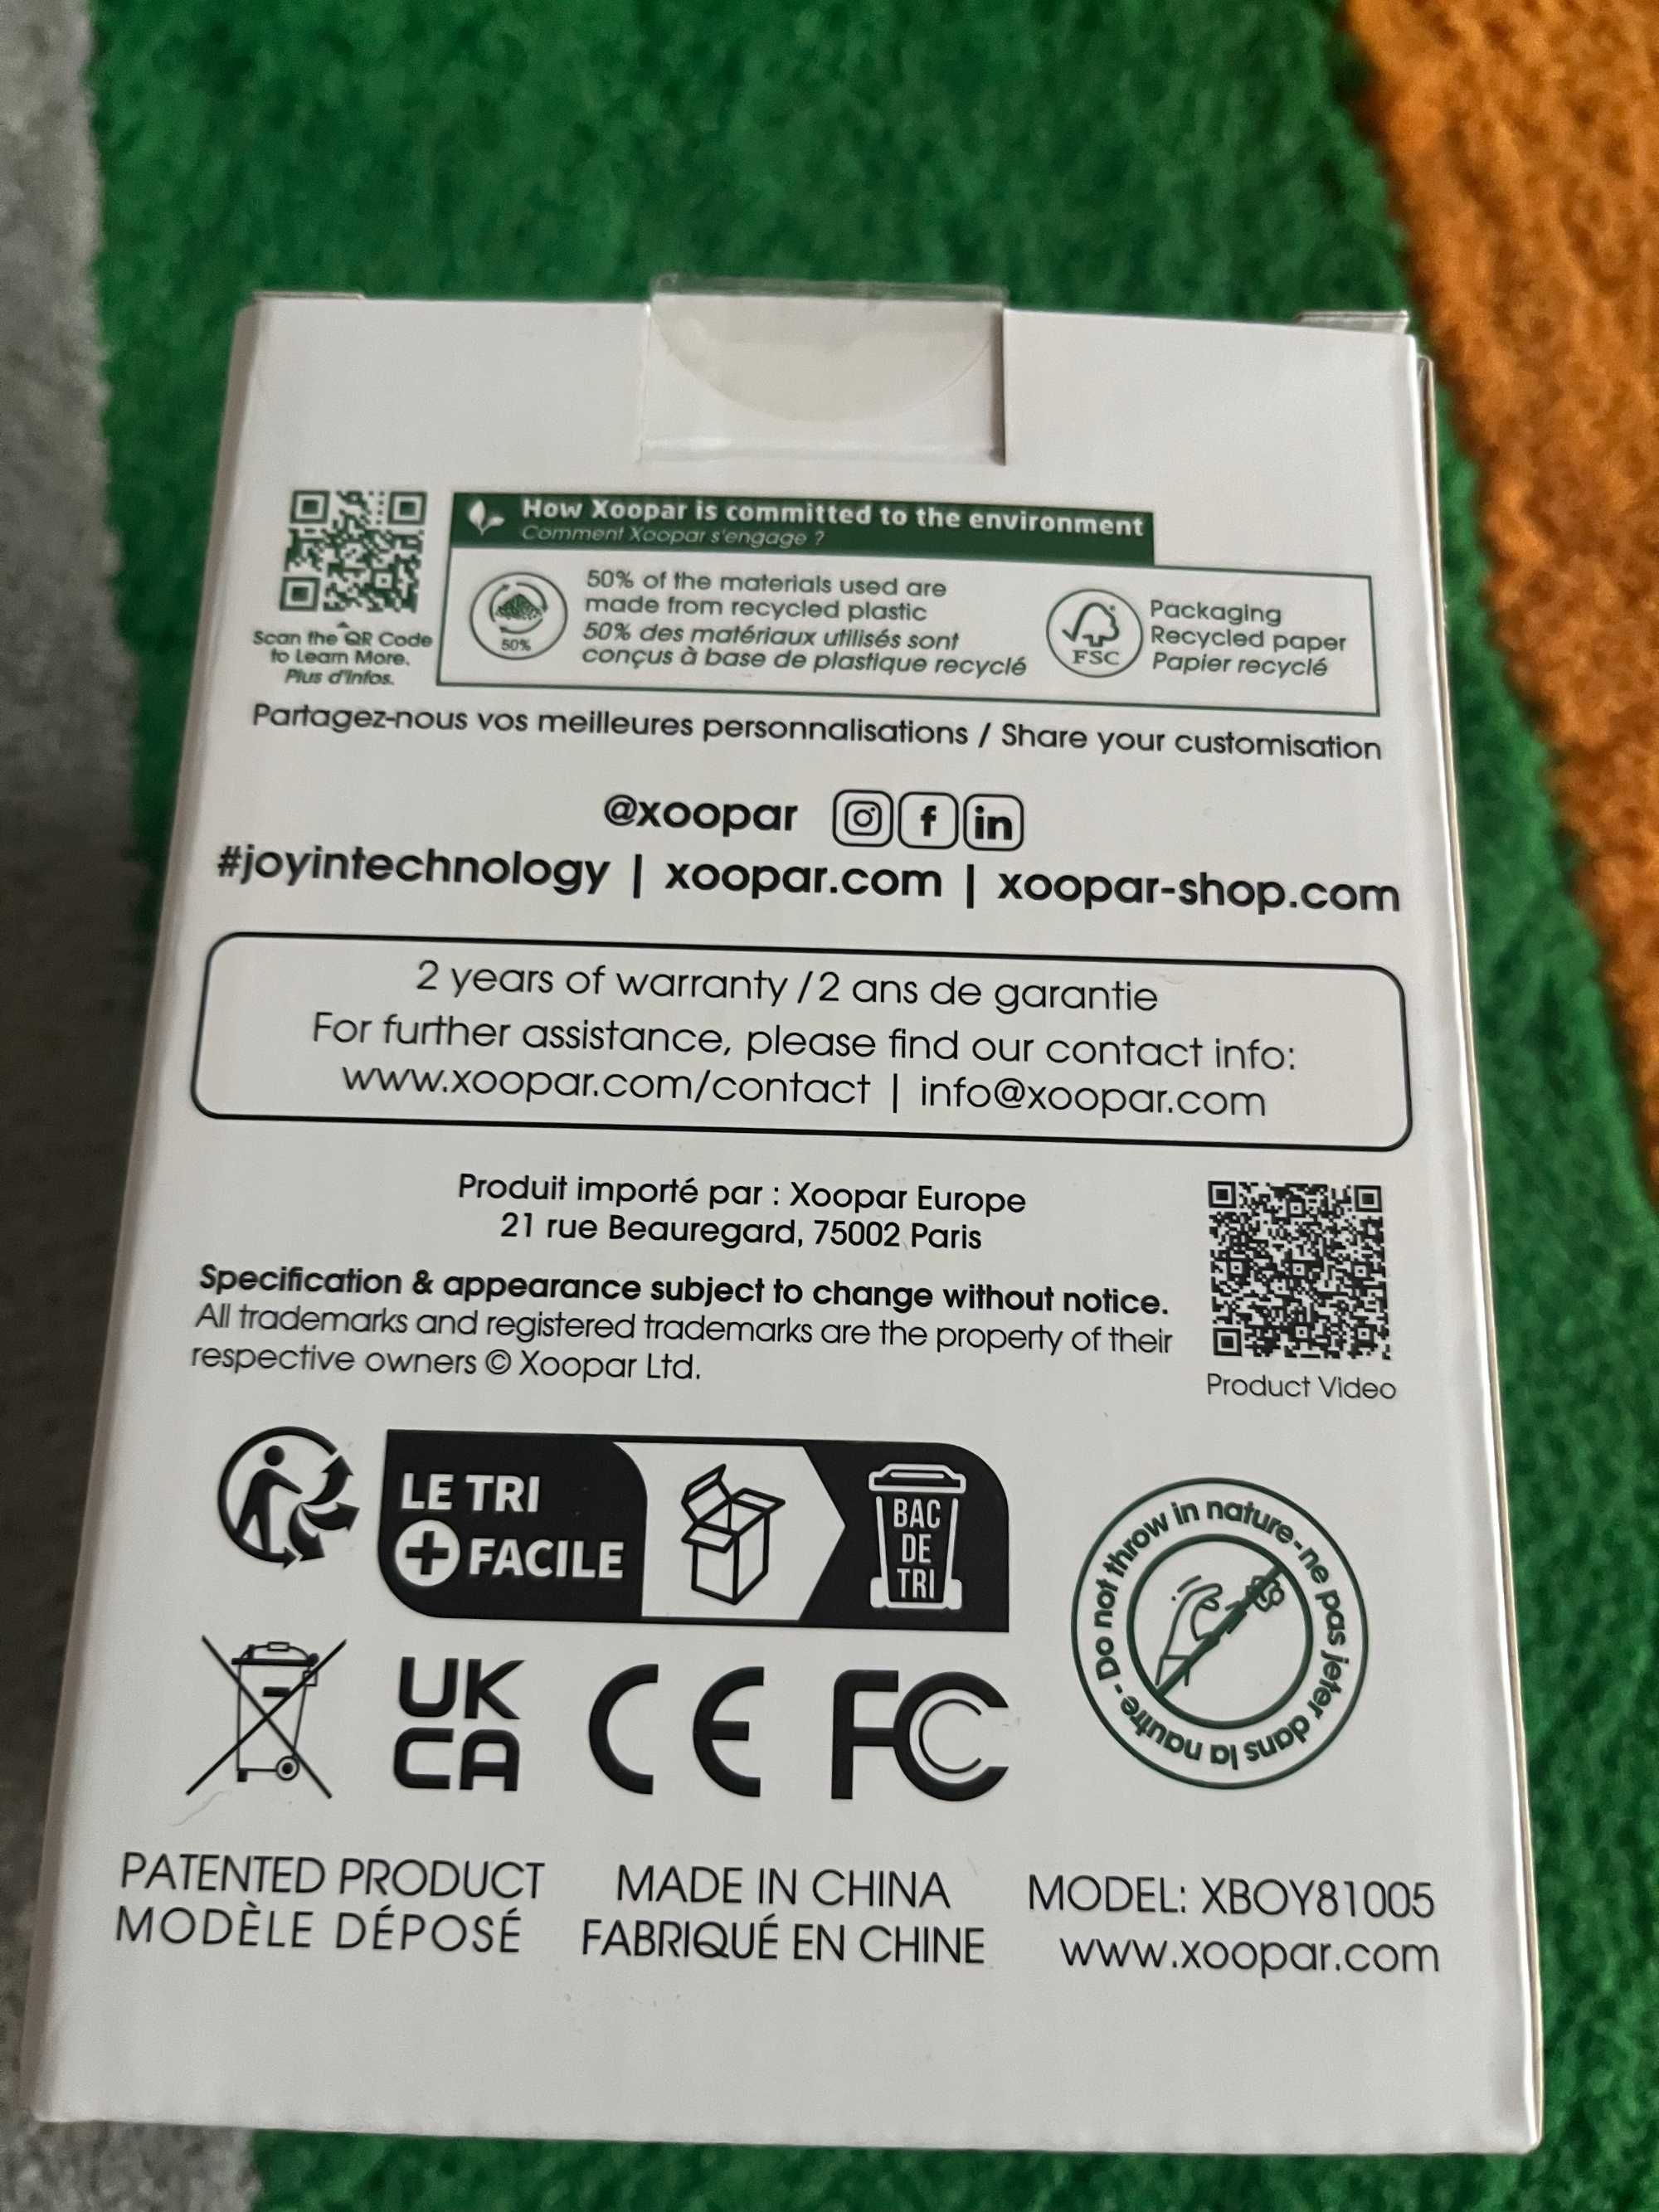 How Xoopar is committed to the environment
Comment Xoopar s'engage ?
50% of the materials used are
made from recycled plastic
50% des matériaux utilisés sont
conçus à base de plastique recyclé
50%
FSC
Packaging
Recycled paper
Papier recyclé
Scan the QR Code
to Learn More.
Plus d'infos.
Partagez-nous vos meilleures personnalisations / Share your customisation
@xoopar f in
#joyintechnology | xoopar.com | xoopar-shop.com
2 years of warranty / 2 ans de garantie
For further assistance, please find our contact info:
www.xoopar.com/contact | info@xoopar.com
Produit importé par : Xoopar Europe
21 rue Beauregard, 75002 Paris
Specification & appearance subject to change without notice.
All trademarks and registered trademarks are the property of their
respective owners © Xoopar Ltd.
Product Video
LE TRI
+ FACILE
BAC
DE
TRI
Do not throw in nature - ne pas jeter dans la nautre -
UK
CA
CE
FC
PATENTED PRODUCT
MODÈLE DÉPOSÉ
MADE IN CHINA
FABRIQUÉ EN CHINE
MODEL: XBOY81005
www.xoopar.com